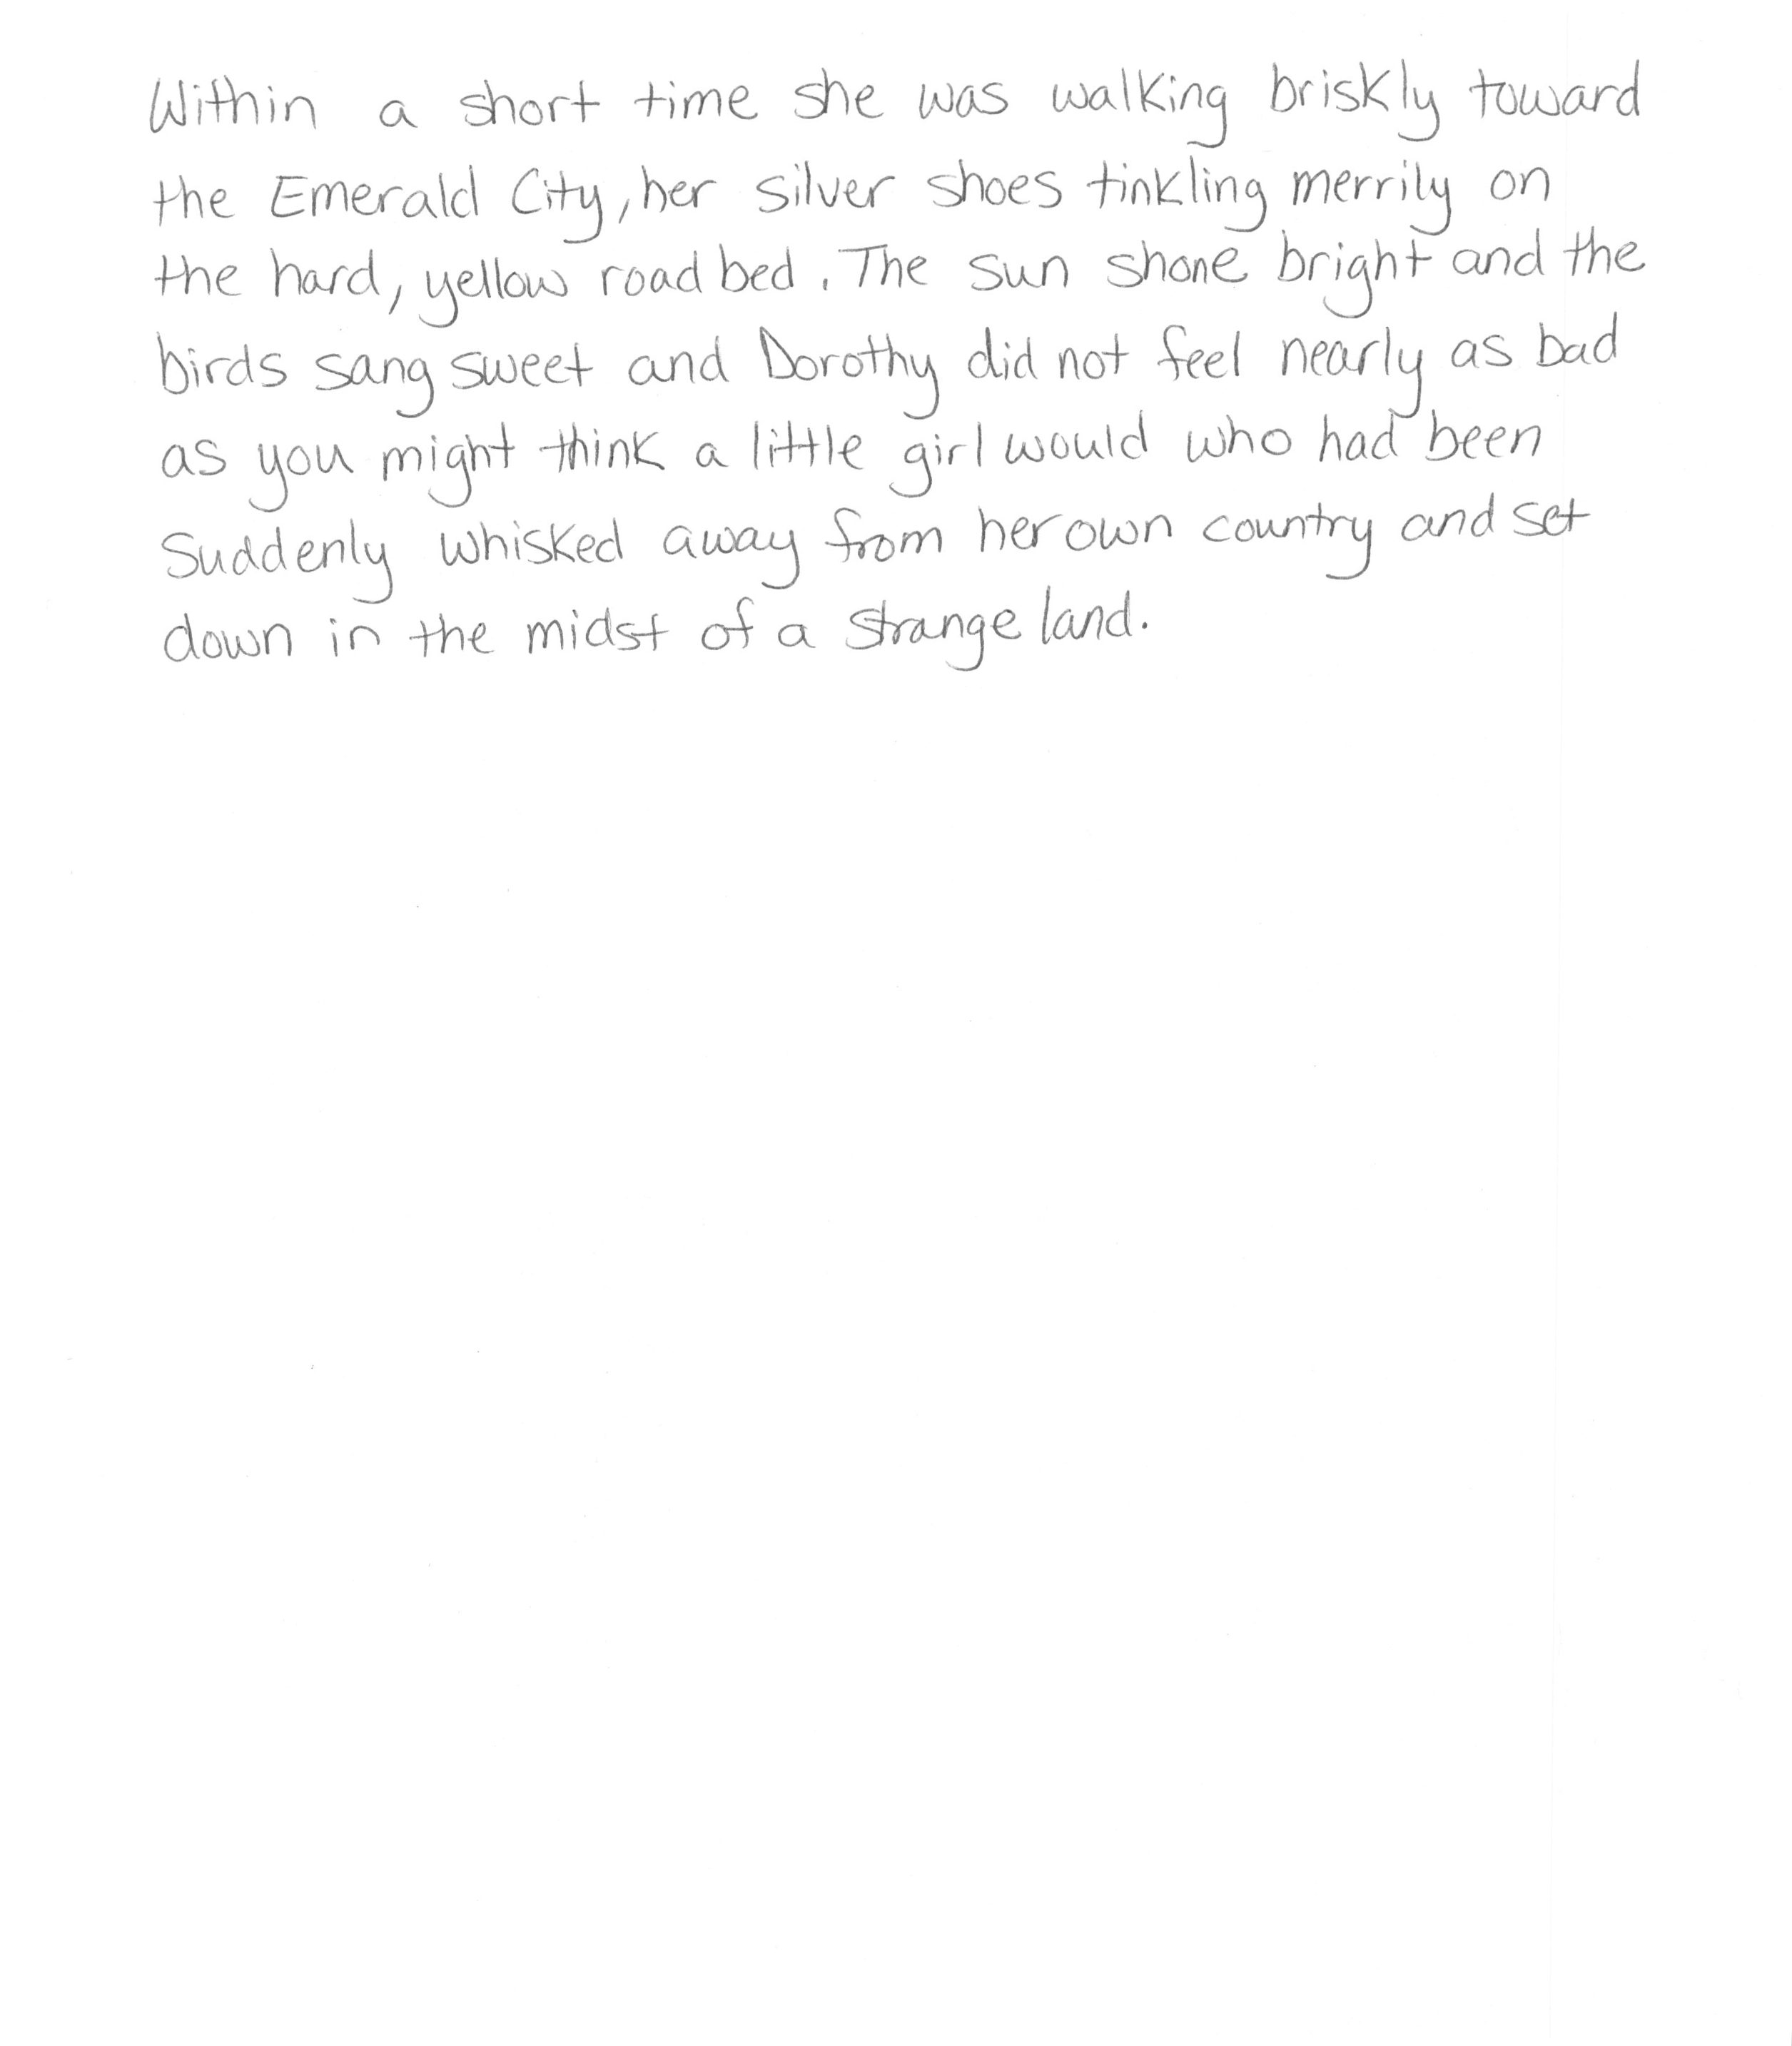 Within a short time she was walking briskly toward
the Emerald City, her silver shoes tinkling merrily on
the hard, yellow road bed. The sun shone bright and the
birds sang sweet and Dorothy did not feel nearly as bad
as you might think a little girl would who had been
suddenly whisked away from her own country and set
down in the midst of a strange land.